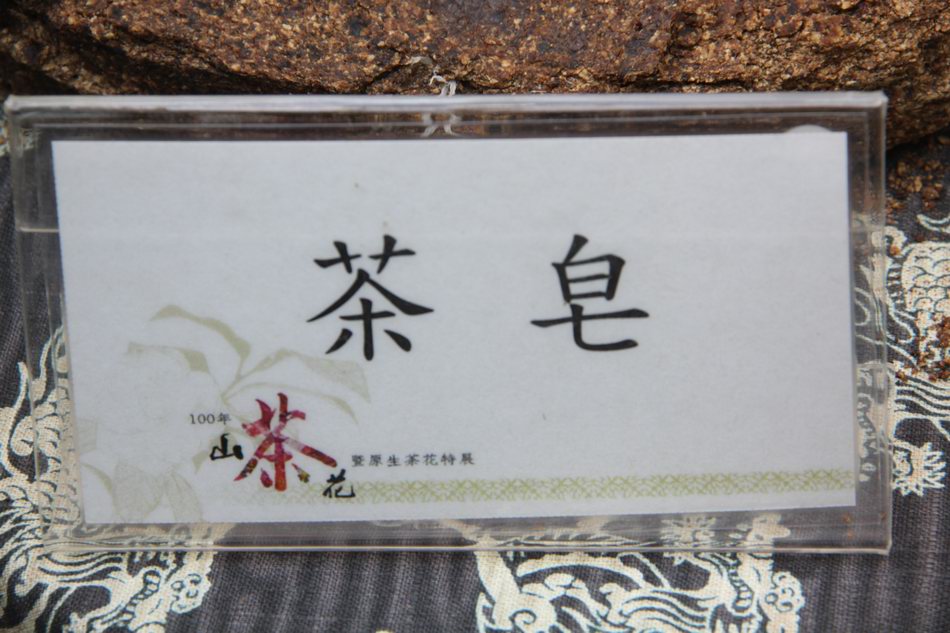 茶 皂
100年
山茶花
暨原生茶花特展